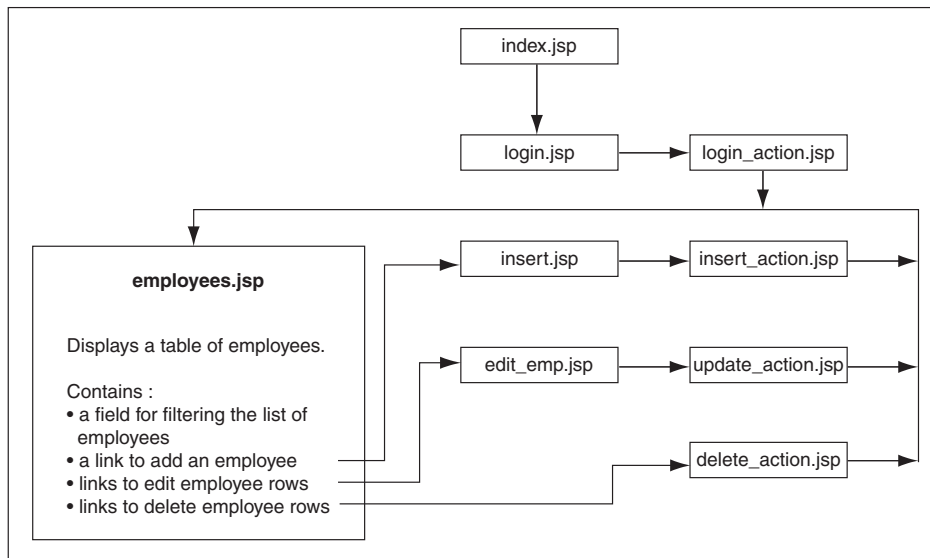 index.jsp
login.jsp
login_action.jsp
employees.jsp
Displays a table of employees.
Contains :
• a field for filtering the list of
employees
• a link to add an employee
• links to edit employee rows
• links to delete employee rows
insert.jsp
insert_action.jsp
edit_emp.jsp
update_action.jsp
delete_action.jsp